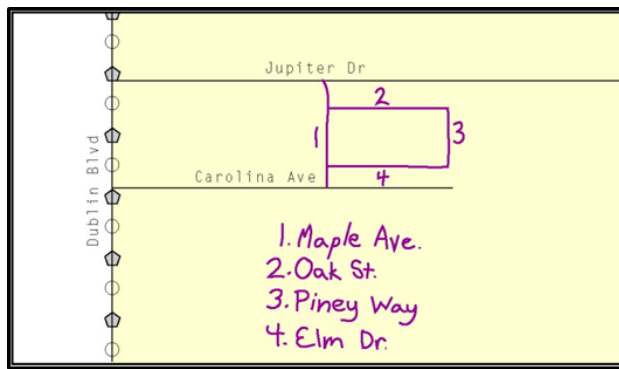 Jupiter Dr
2
1
3
Carolina Ave
4
Dublin Blvd
1. Maple Ave.
2. Oak St.
3. Piney Way
4. Elm Dr.